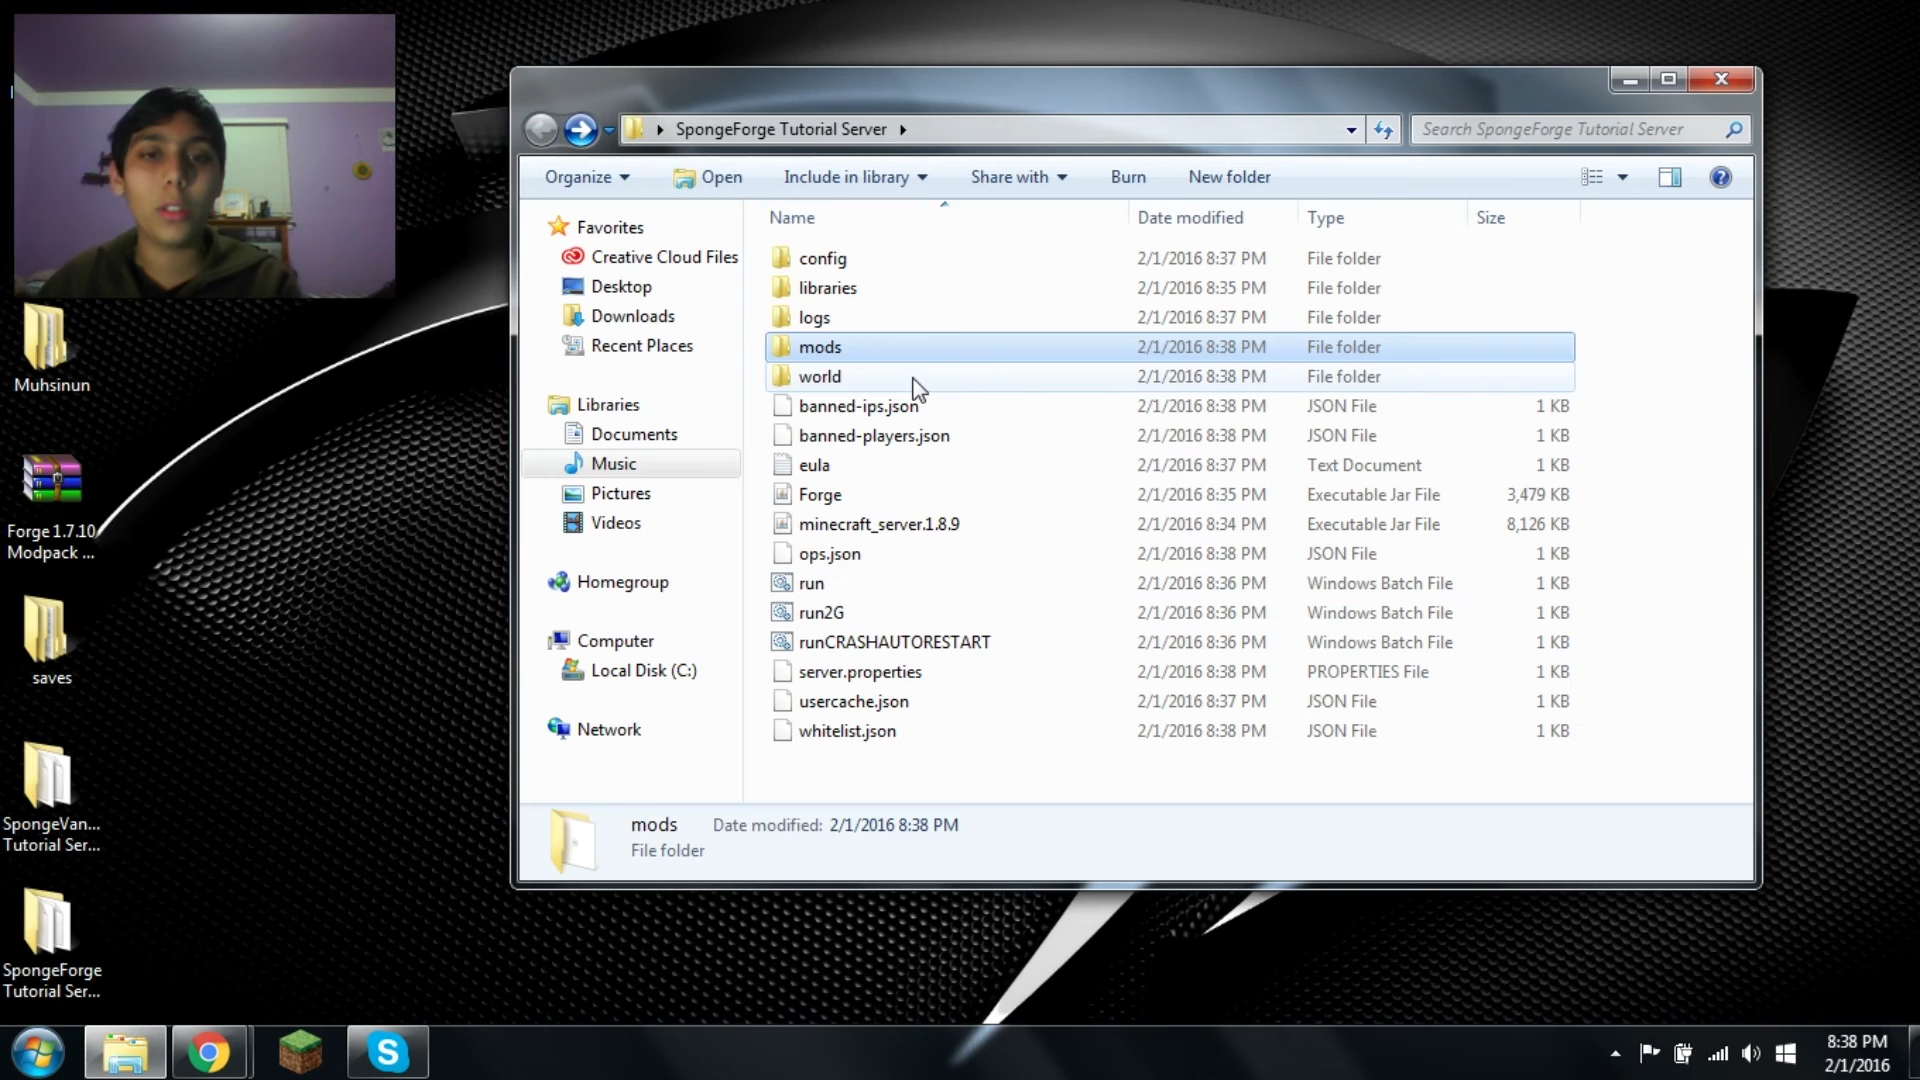 SpongeForge Tutorial Server
Search SpongeForge Tutorial Server
Organize Open Include in library Share with Burn New folder
Name Date modified Type Size
Favorites
Creative Cloud Files
Desktop
Downloads
Recent Places
Libraries
Documents
Music
Pictures
Videos
Homegroup
Computer
Local Disk (C:)
Network
config 2/1/2016 8:37 PM File folder
libraries 2/1/2016 8:35 PM File folder
logs 2/1/2016 8:37 PM File folder
mods 2/1/2016 8:38 PM File folder
world 2/1/2016 8:38 PM File folder
banned-ips.json 2/1/2016 8:38 PM JSON File 1 KB
banned-players.json 2/1/2016 8:38 PM JSON File 1 KB
eula 2/1/2016 8:37 PM Text Document 1 KB
Forge 2/1/2016 8:35 PM Executable Jar File 3,479 KB
minecraft_server.1.8.9 2/1/2016 8:34 PM Executable Jar File 8,126 KB
ops.json 2/1/2016 8:38 PM JSON File 1 KB
run 2/1/2016 8:36 PM Windows Batch File 1 KB
run2G 2/1/2016 8:36 PM Windows Batch File 1 KB
runCRASHAUTORESTART 2/1/2016 8:36 PM Windows Batch File 1 KB
server.properties 2/1/2016 8:38 PM PROPERTIES File 1 KB
usercache.json 2/1/2016 8:37 PM JSON File 1 KB
whitelist.json 2/1/2016 8:38 PM JSON File 1 KB
mods Date modified: 2/1/2016 8:38 PM
File folder
Muhsinun
Forge 1.7.10
Modpack ...
saves
SpongeVan...
Tutorial Ser...
SpongeForge
Tutorial Ser...
8:38 PM
2/1/2016